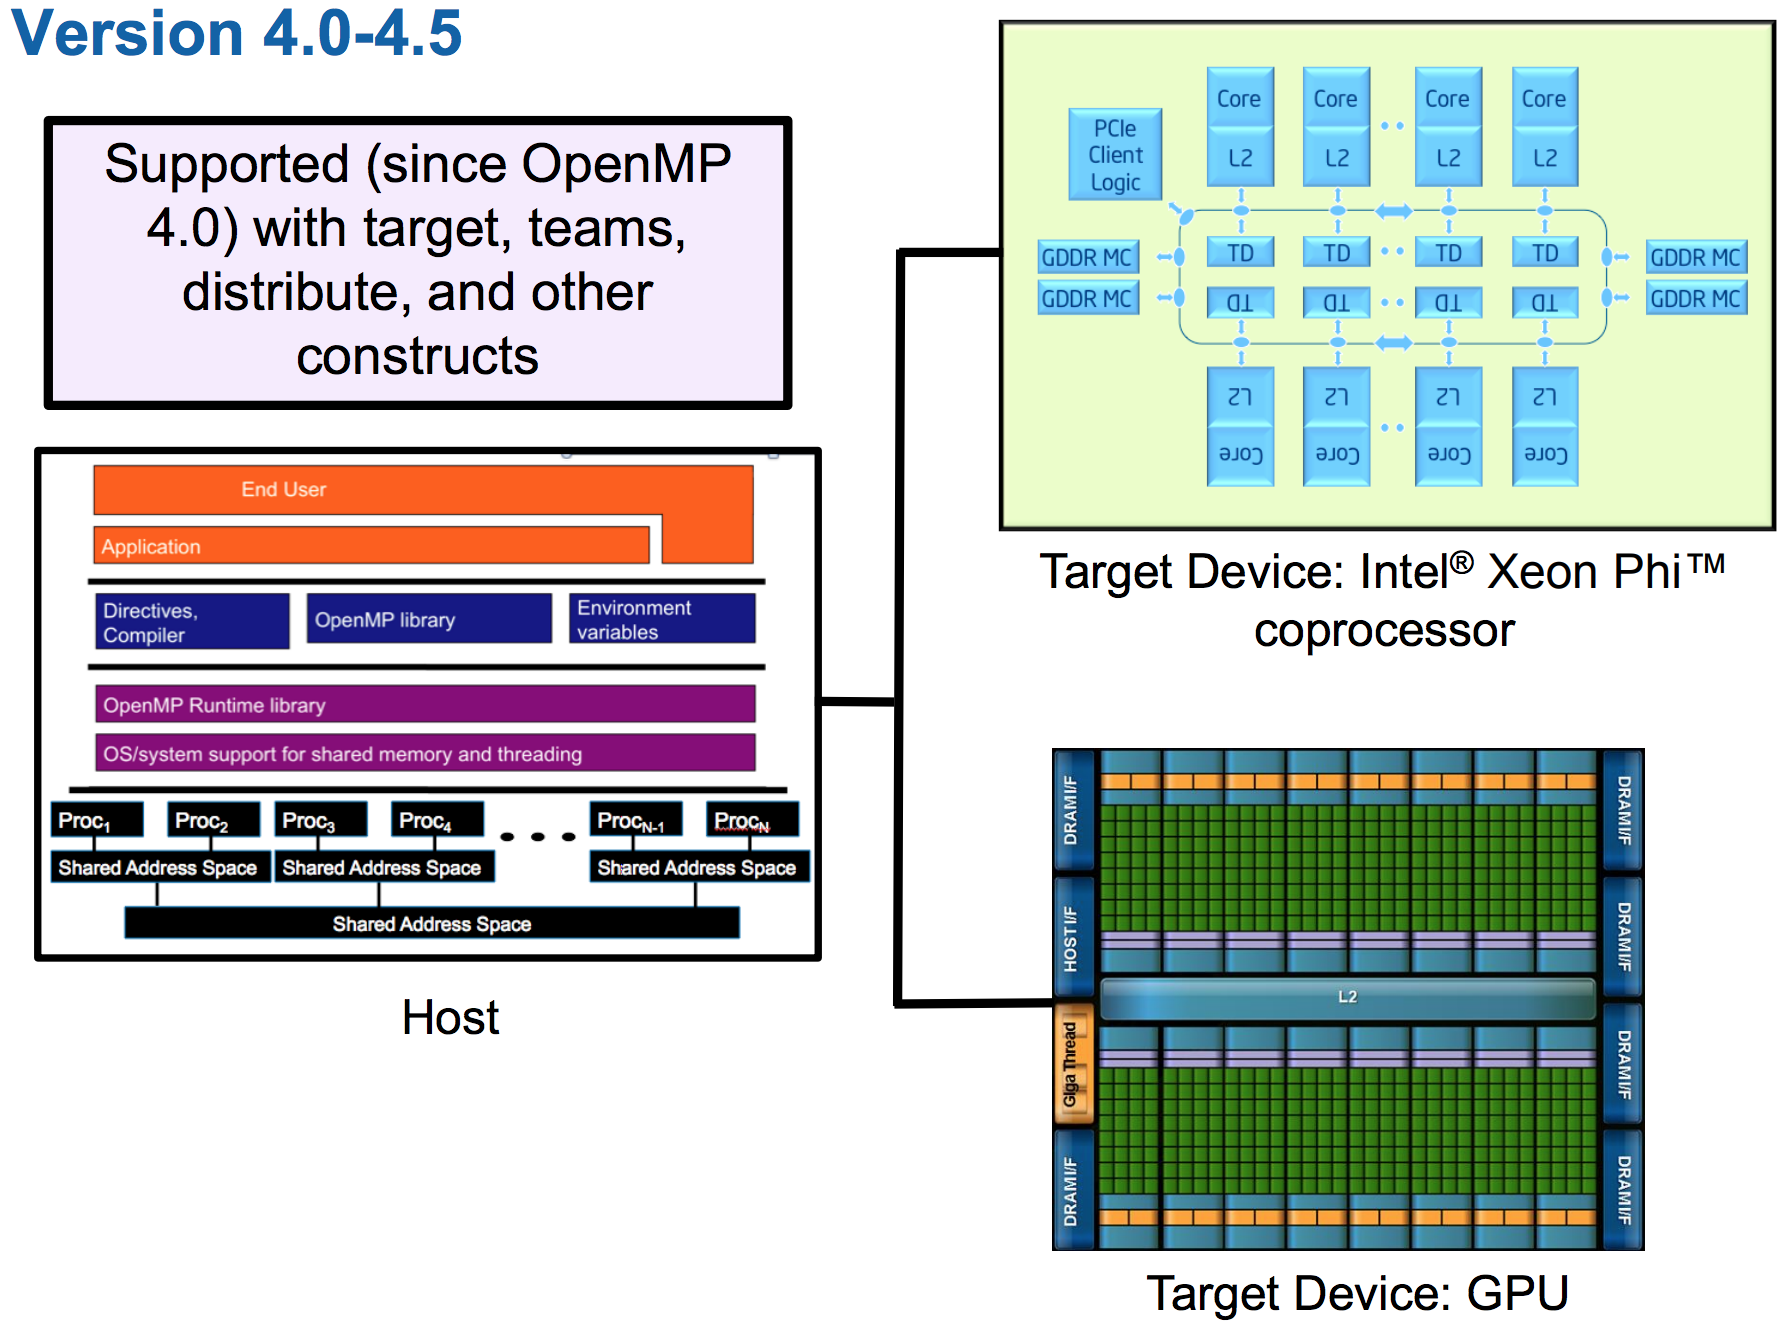 Version 4.0-4.5
Supported (since OpenMP
4.0) with target, teams,
distribute, and other
constructs
End User
Application
Directives,
Compiler
OpenMP library
Environment
variables
OpenMP Runtime library
OS/system support for shared memory and threading
Proc1 Proc2 Proc3 Proc4 ProcN-1 ProcN
Shared Address Space Shared Address Space Shared Address Space
Shared Address Space
Host
Core Core Core Core
L2 L2 L2 L2
PCIe
Client
Logic
TD TD TD TD
GDDR MC GDDR MC
GDDR MC GDDR MC
TD TD TD TD
L2 L2 L2 L2
Core Core Core Core
Target Device: Intel® Xeon Phi™
coprocessor
DRAM I/F
HOST I/F
Giga Thread
DRAM I/F
L2
DRAM I/F
DRAM I/F
DRAM I/F
DRAM I/F
Target Device: GPU